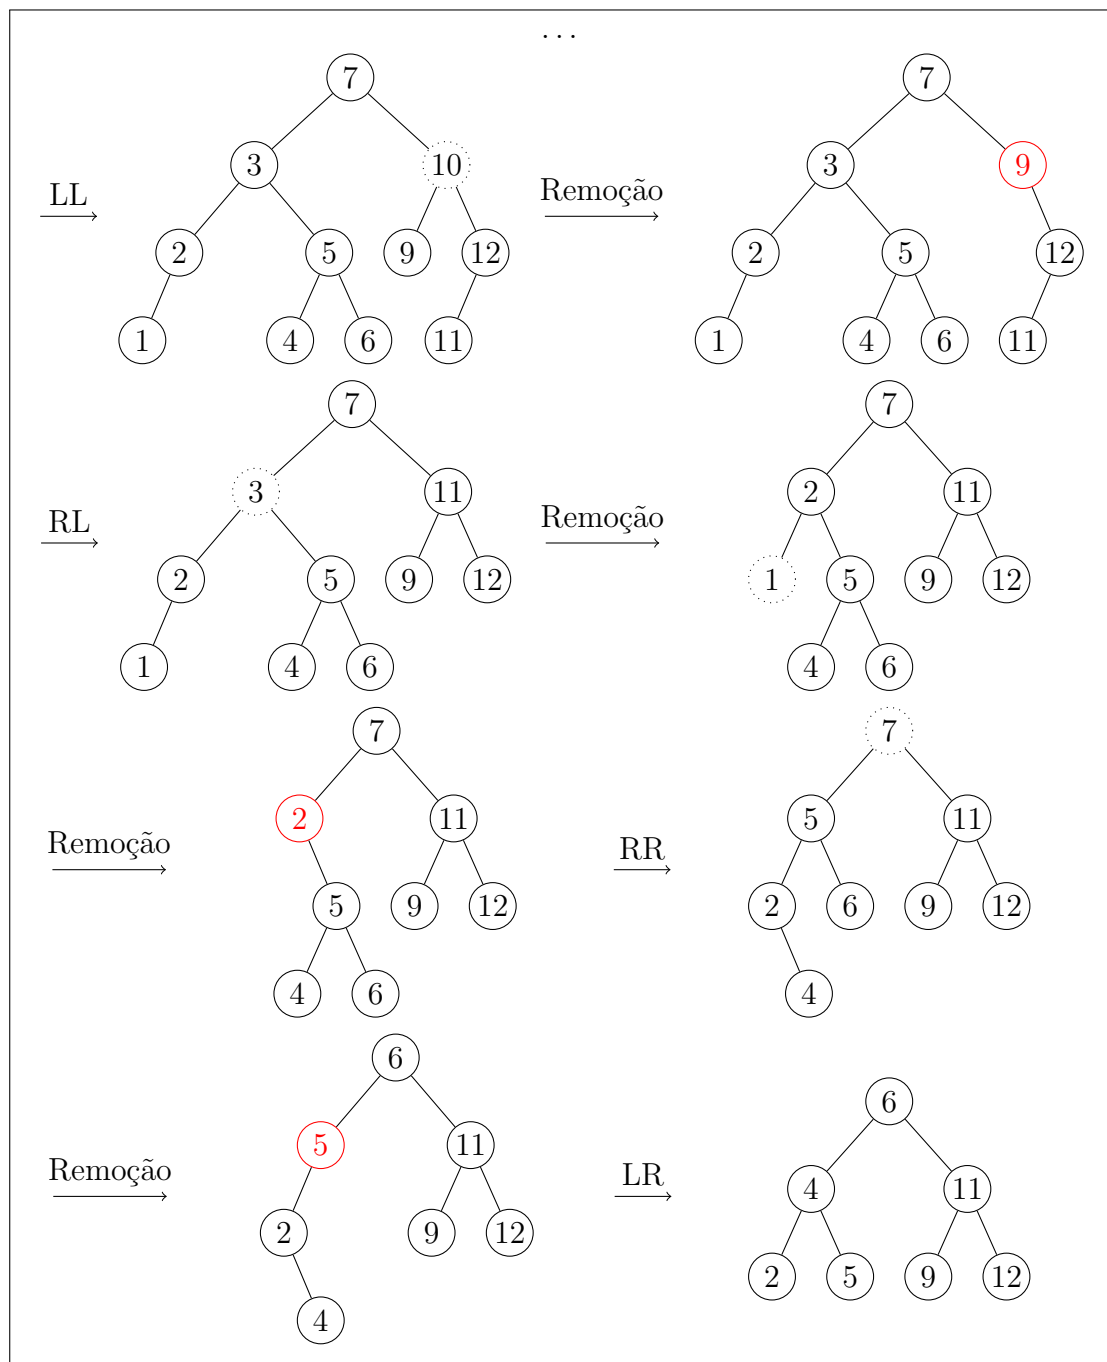 ...
7 7
3 10 3 9
LL Remoção
2 5 9 12 2 5 12
1 4 6 11 1 4 6 11
7 7
3 11 2 11
RL Remoção
2 5 9 12 1 5 9 12
1 4 6 4 6
7 7
2 11 5 11
Remoção RR
5 9 12 2 6 9 12
4 6 4
6
6
5 11
Remoção LR
4 11
2 9 12
2 5 9 12
4